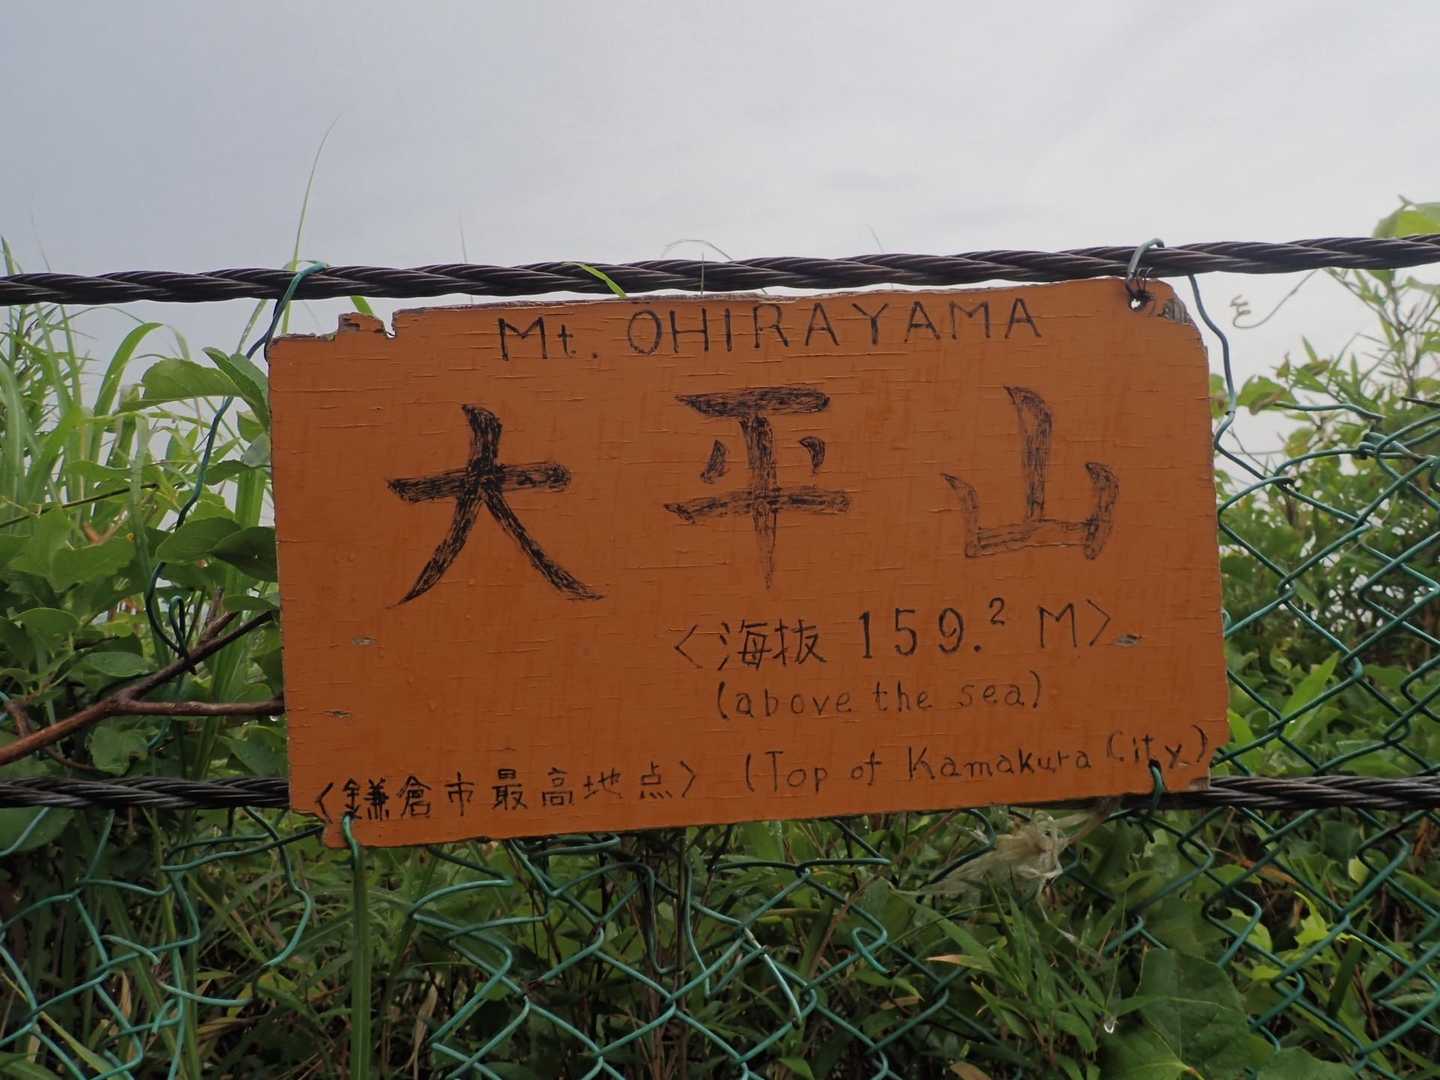 Mt. OHIRAYAMA
大平山
〈海抜 159.² M〉
(above the sea)
〈鎌倉市最高地点〉 (Top of Kamakura City)